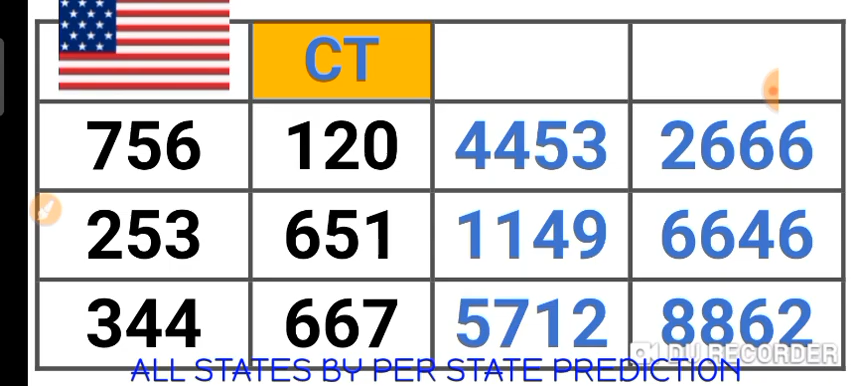 CT
756 120 4453 2666
253 651 1149 6646
344 667 5712 8862
DU RECORDER
ALL STATES BY PER STATE PREDICTION